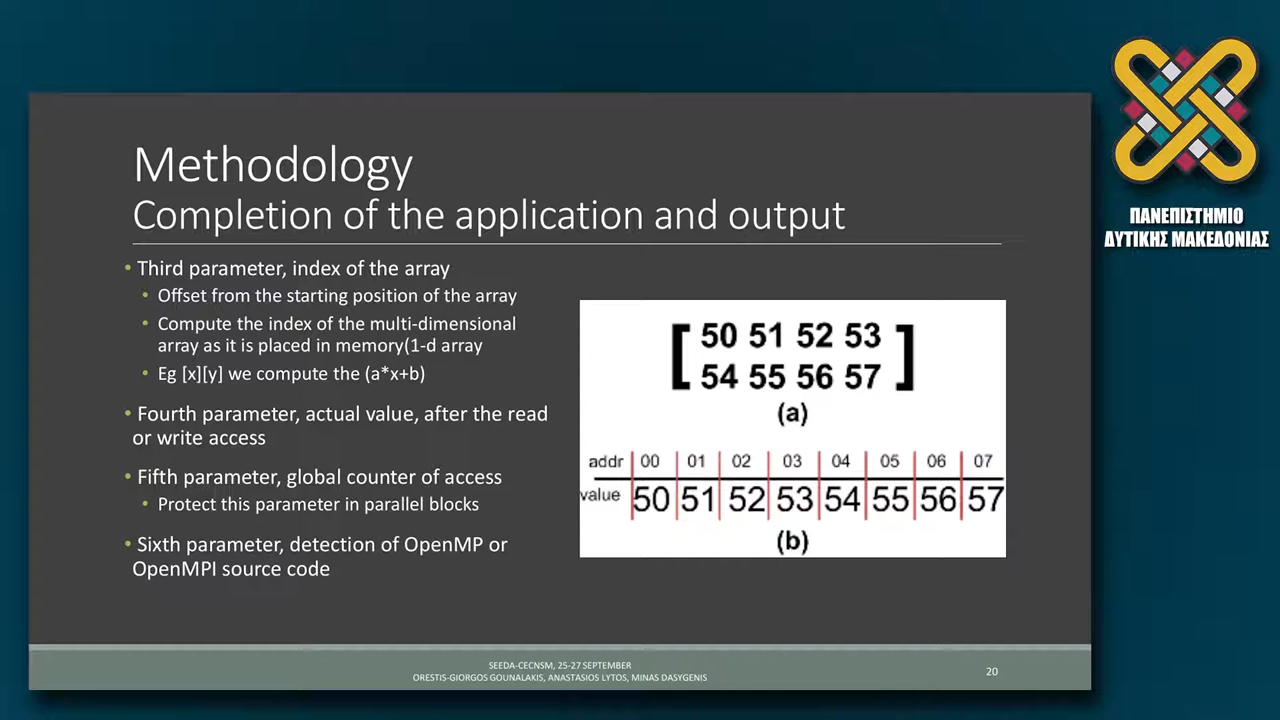 ΠΑΝΕΠΙΣΤΗΜΙΟ
ΔΥΤΙΚΗΣ ΜΑΚΕΔΟΝΙΑΣ
Methodology
Completion of the application and output
• Third parameter, index of the array
• Offset from the starting position of the array
• Compute the index of the multi-dimensional
array as it is placed in memory(1-d array
• Eg [x][y] we compute the (a*x+b)
• Fourth parameter, actual value, after the read
or write access
• Fifth parameter, global counter of access
• Protect this parameter in parallel blocks
• Sixth parameter, detection of OpenMP or
OpenMPI source code
[ 50 51 52 53
54 55 56 57 ]
(a)
addr 00 01 02 03 04 05 06 07
value 50 51 52 53 54 55 56 57
(b)
SEEDA-CECNSM, 25-27 SEPTEMBER
ORESTIS-GIORGOS GOUNALAKIS, ANASTASIOS LYTOS, MINAS DASYGENIS
20